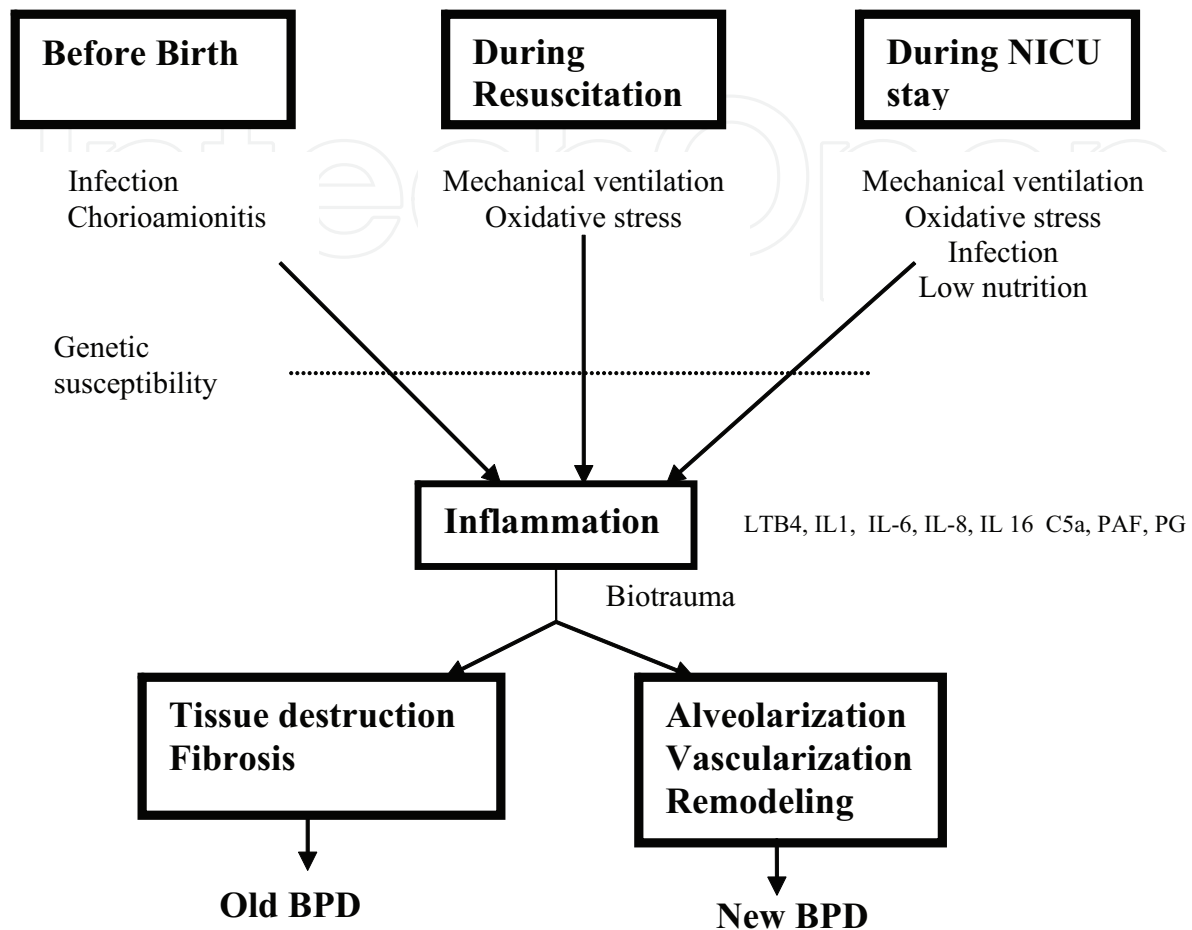 Before Birth
During
Resuscitation
During NICU
stay
IntechOpen
Infection
Chorioamionitis
Mechanical ventilation
Oxidative stress
Mechanical ventilation
Oxidative stress
Infection
Low nutrition
Genetic
susceptibility
Inflammation
LTB4, IL1, IL-6, IL-8, IL 16 C5a, PAF, PG
Biotrauma
Tissue destruction
Fibrosis
Alveolarization
Vascularization
Remodeling
Old BPD
New BPD